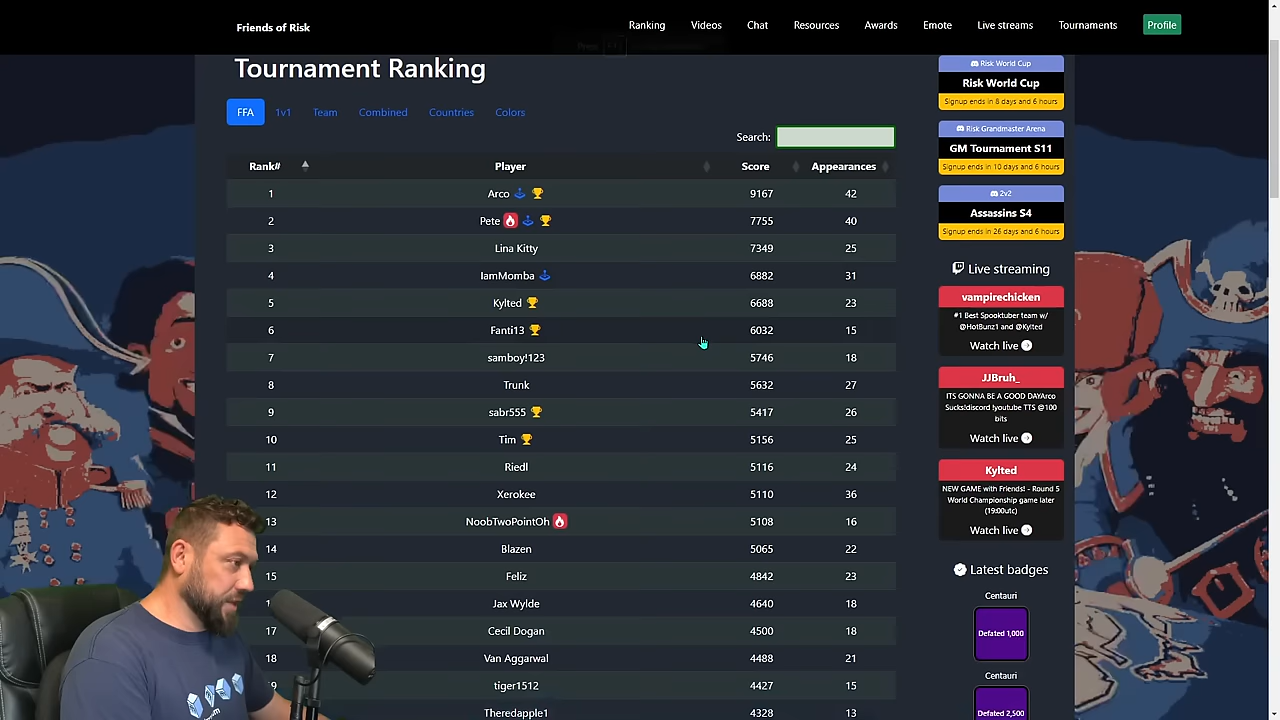 Friends of Risk
Ranking
Videos
Chat
Resources
Awards
Emote
Live streams
Tournaments
Profile
Tournament Ranking
FFA
1v1
Team
Combined
Countries
Colors
Search:
Rank# Player Score Appearances
1 Arco 9167 42
2 Pete 7755 40
3 Lina Kitty 7349 25
4 IamMomba 6882 31
5 Kylted 6688 23
6 Fanti13 6032 15
7 samboy!123 5746 18
8 Trunk 5632 27
9 sabr555 5417 26
10 Tim 5156 25
11 Riedl 5116 24
12 Xerokee 5110 36
13 NoobTwoPointOh 5108 16
14 Blazen 5065 22
15 Feliz 4842 23
Jax Wylde 4640 18
17 Cecil Dogan 4500 18
18 Van Aggarwal 4488 21
tiger1512 4427 15
Theredapple1 4328 13
Risk World Cup
Risk World Cup
Signup ends in 8 days and 6 hours
Risk Grandmaster Arena
GM Tournament S11
Signup ends in 10 days and 6 hours
2v2
Assassins S4
Signup ends in 26 days and 6 hours
Live streaming
vampirechicken
#1 Best Spooktuber team w/
@HotBunz1 and @Kylted
Watch live
JJBruh_
ITS GONNA BE A GOOD DAYArco
Sucks!discord !youtube TTS @100
bits
Watch live
Kylted
NEW GAME with Friends! - Round 5
World Championship game later
(19:00utc)
Watch live
Latest badges
Centauri
Defated 1,000
Centauri
Defated 2,500